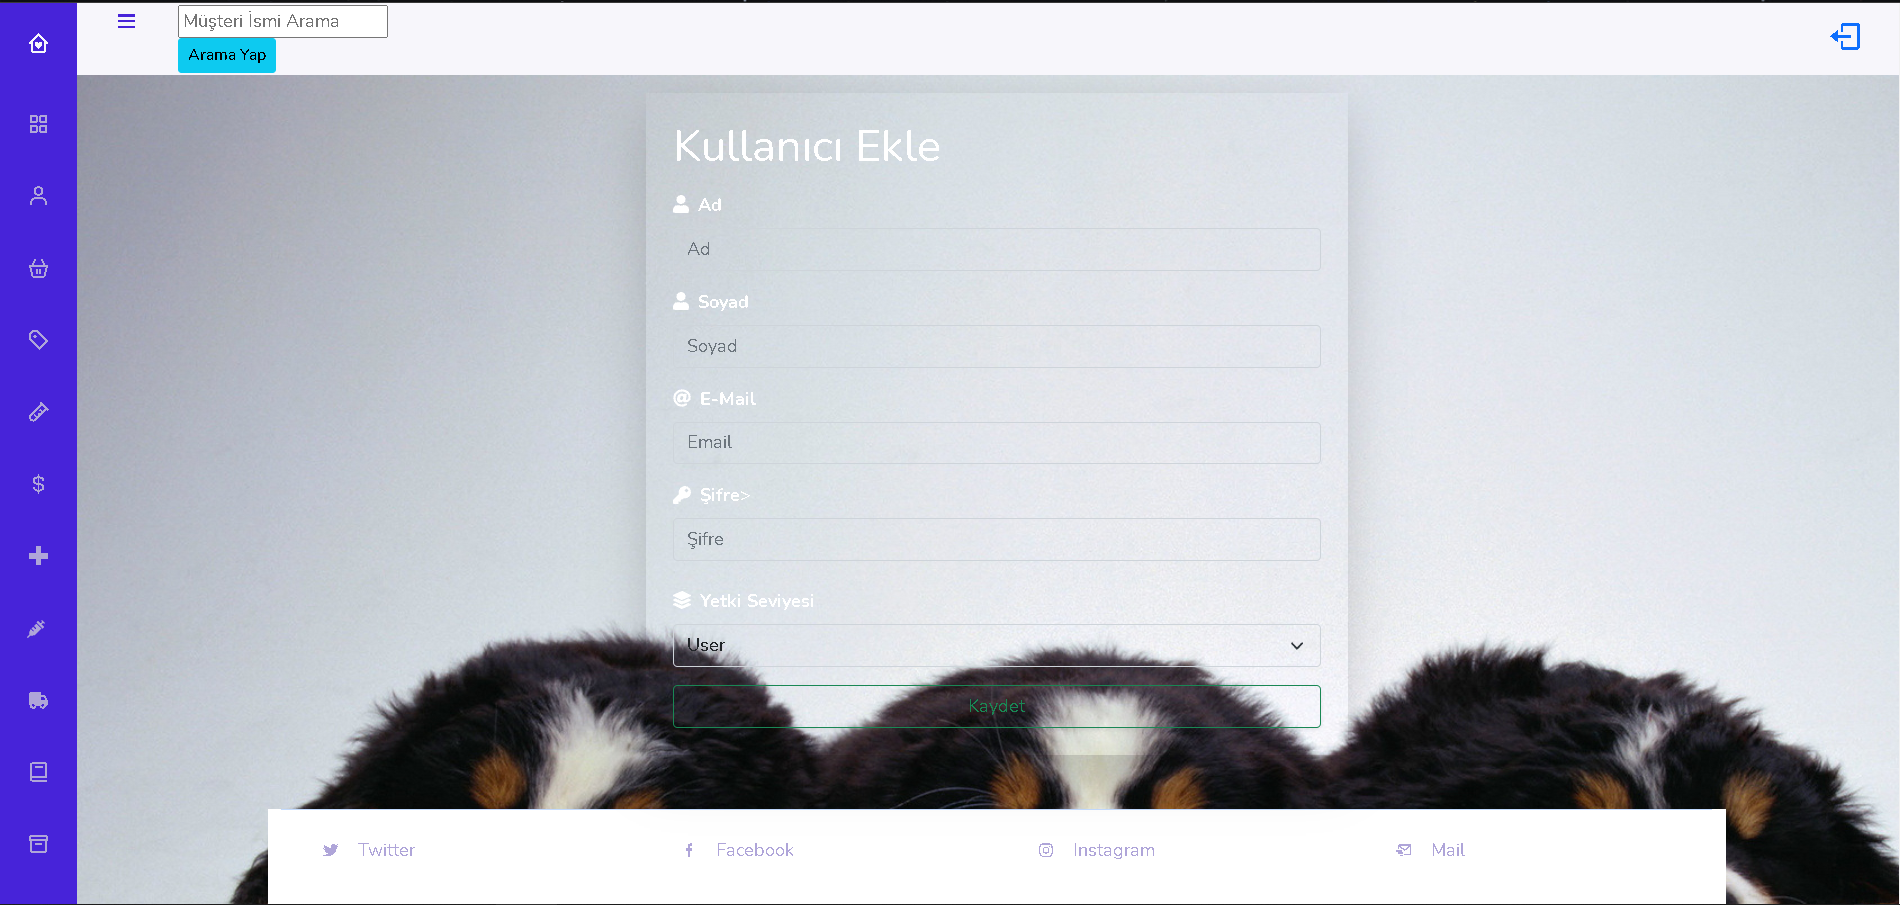 Müşteri İsmi Arama
Arama Yap
Kullanıcı Ekle
Ad
Ad
Soyad
Soyad
E-Mail
Email
Şifre>
Şifre
Yetki Seviyesi
User
Kaydet
Twitter Facebook Instagram Mail